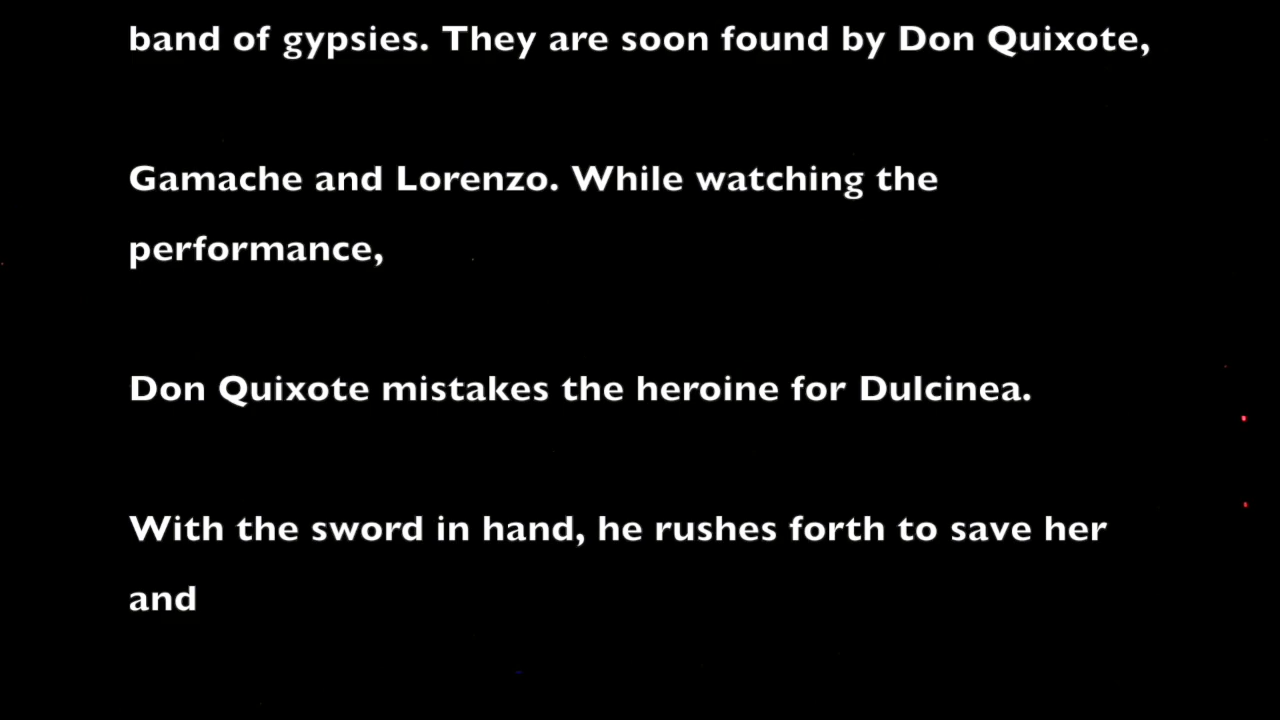 band of gypsies. They are soon found by Don Quixote,
Gamache and Lorenzo. While watching the
performance,
Don Quixote mistakes the heroine for Dulcinea.
With the sword in hand, he rushes forth to save her
and